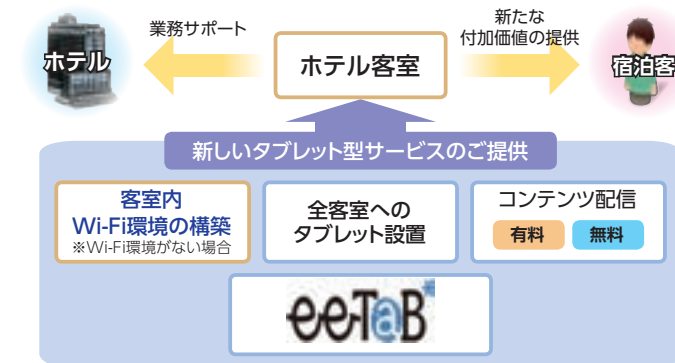 業務サポート
新たな
付加価値の提供
ホテル
ホテル客室
宿泊客
新しいタブレット型サービスのご提供
客室内
Wi-Fi環境の構築
※Wi-Fi環境がない場合
全客室への
タブレット設置
コンテンツ配信
有料 無料
eeTaB